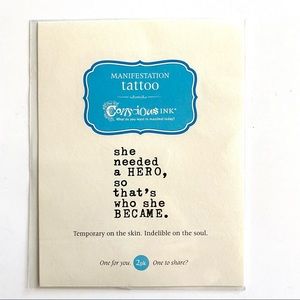 MANIFESTATION
tattoo
Conscious INK®
What do you want to manifest today?
she
needed
a HERO,
so
that's
who she
BECAME.
Temporary on the skin. Indelible on the soul.
One for you. 2pk One to share?